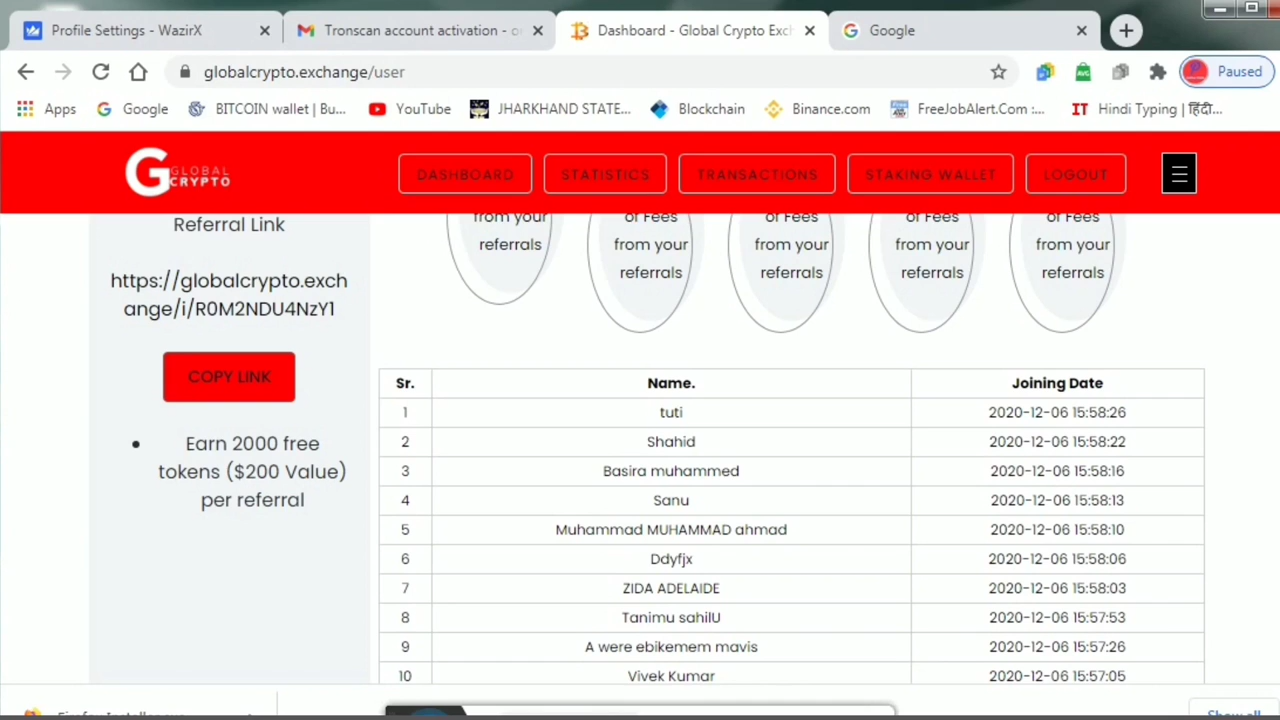 Profile Settings - WazirX
Tronscan account activation - o
Dashboard - Global Crypto Exc
Google
globalcrypto.exchange/user
Paused
Apps
Google
BITCOIN wallet | Bu...
YouTube
JHARKHAND STATE...
Blockchain
Binance.com
FreeJobAlert.Com :...
IT Hindi Typing | हिंदी...
GLOBAL
CRYPTO
DASHBOARD
STATISTICS
TRANSACTIONS
STAKING WALLET
LOGOUT
Referral Link
https://globalcrypto.exch
ange/i/R0M2NDU4NzY1
COPY LINK
Earn 2000 free
tokens ($200 Value)
per referral
from your
referrals
of Fees
from your
referrals
of Fees
from your
referrals
of Fees
from your
referrals
of Fees
from your
referrals
Sr. Name. Joining Date
1 tuti 2020-12-06 15:58:26
2 Shahid 2020-12-06 15:58:22
3 Basira muhammed 2020-12-06 15:58:16
4 Sanu 2020-12-06 15:58:13
5 Muhammad MUHAMMAD ahmad 2020-12-06 15:58:10
6 Ddyfjx 2020-12-06 15:58:06
7 ZIDA ADELAIDE 2020-12-06 15:58:03
8 Tanimu sahilU 2020-12-06 15:57:53
9 A were ebikemem mavis 2020-12-06 15:57:26
10 Vivek Kumar 2020-12-06 15:57:05
Show all